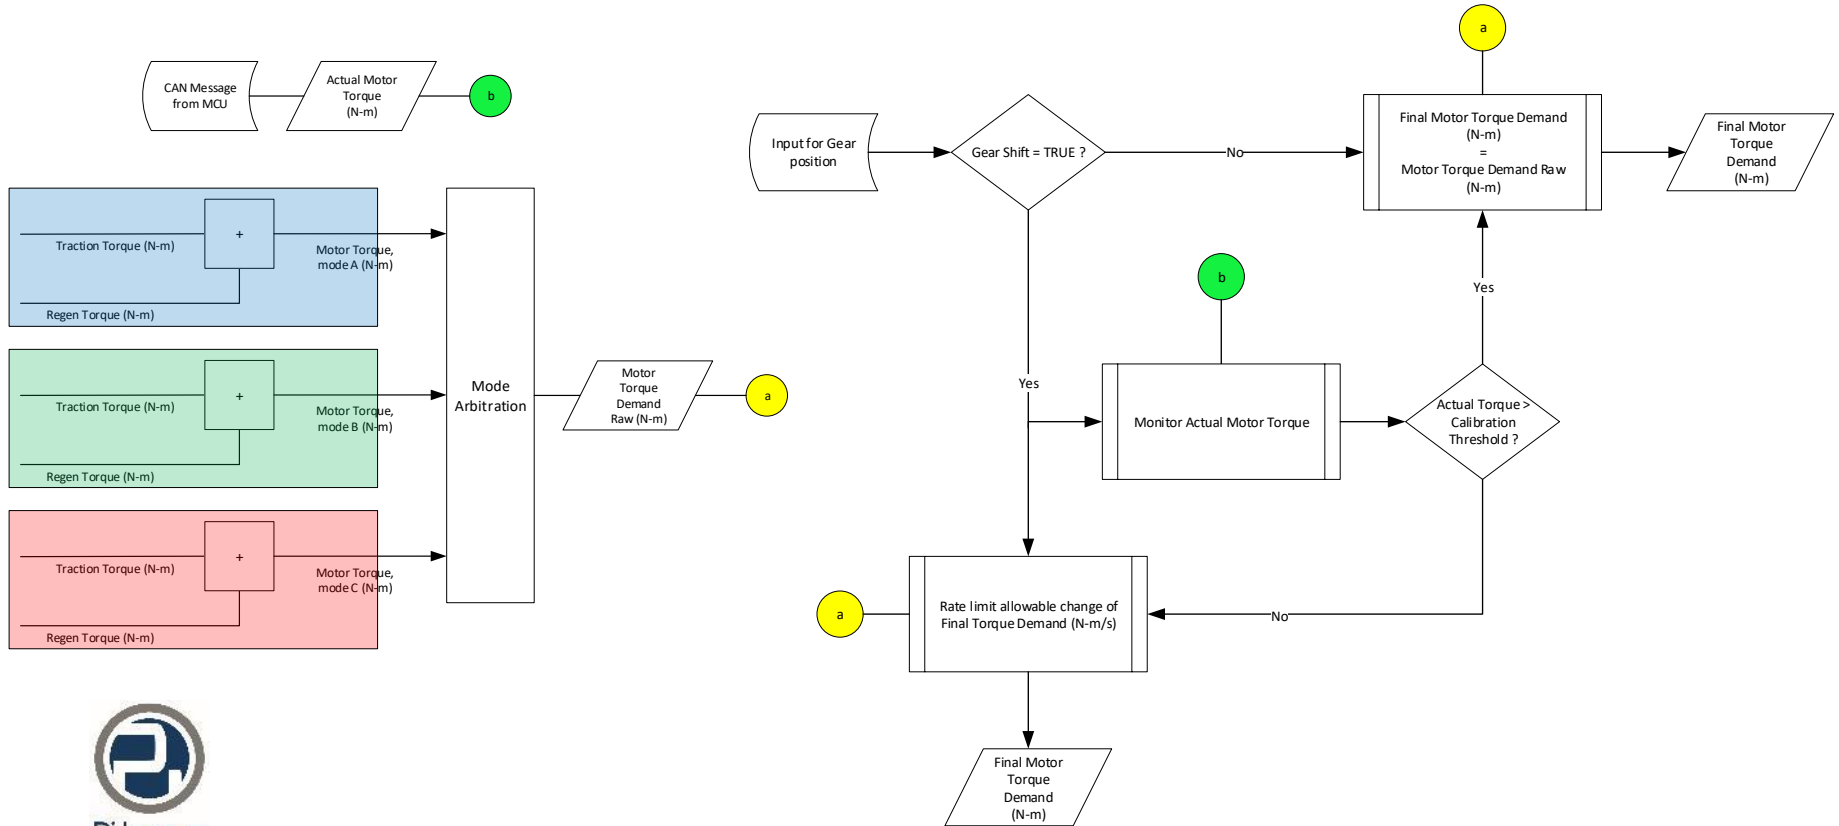 CAN Message
from MCU
Actual Motor
Torque
(N-m)
b
Traction Torque (N-m)
+
Motor Torque,
mode A (N-m)
Regen Torque (N-m)
Traction Torque (N-m)
+
Motor Torque,
mode B (N-m)
Regen Torque (N-m)
Traction Torque (N-m)
+
Motor Torque,
mode C (N-m)
Regen Torque (N-m)
Mode
Arbitration
Motor
Torque
Demand
Raw (N-m)
a
Input for Gear
position
Gear Shift = TRUE ?
No
a
Final Motor Torque Demand
(N-m)
=
Motor Torque Demand Raw
(N-m)
Final Motor
Torque
Demand
(N-m)
Yes
b
Monitor Actual Motor Torque
Actual Torque >
Calibration
Threshold ?
Yes
No
a
Rate limit allowable change of
Final Torque Demand (N-m/s)
Final Motor
Torque
Demand
(N-m)